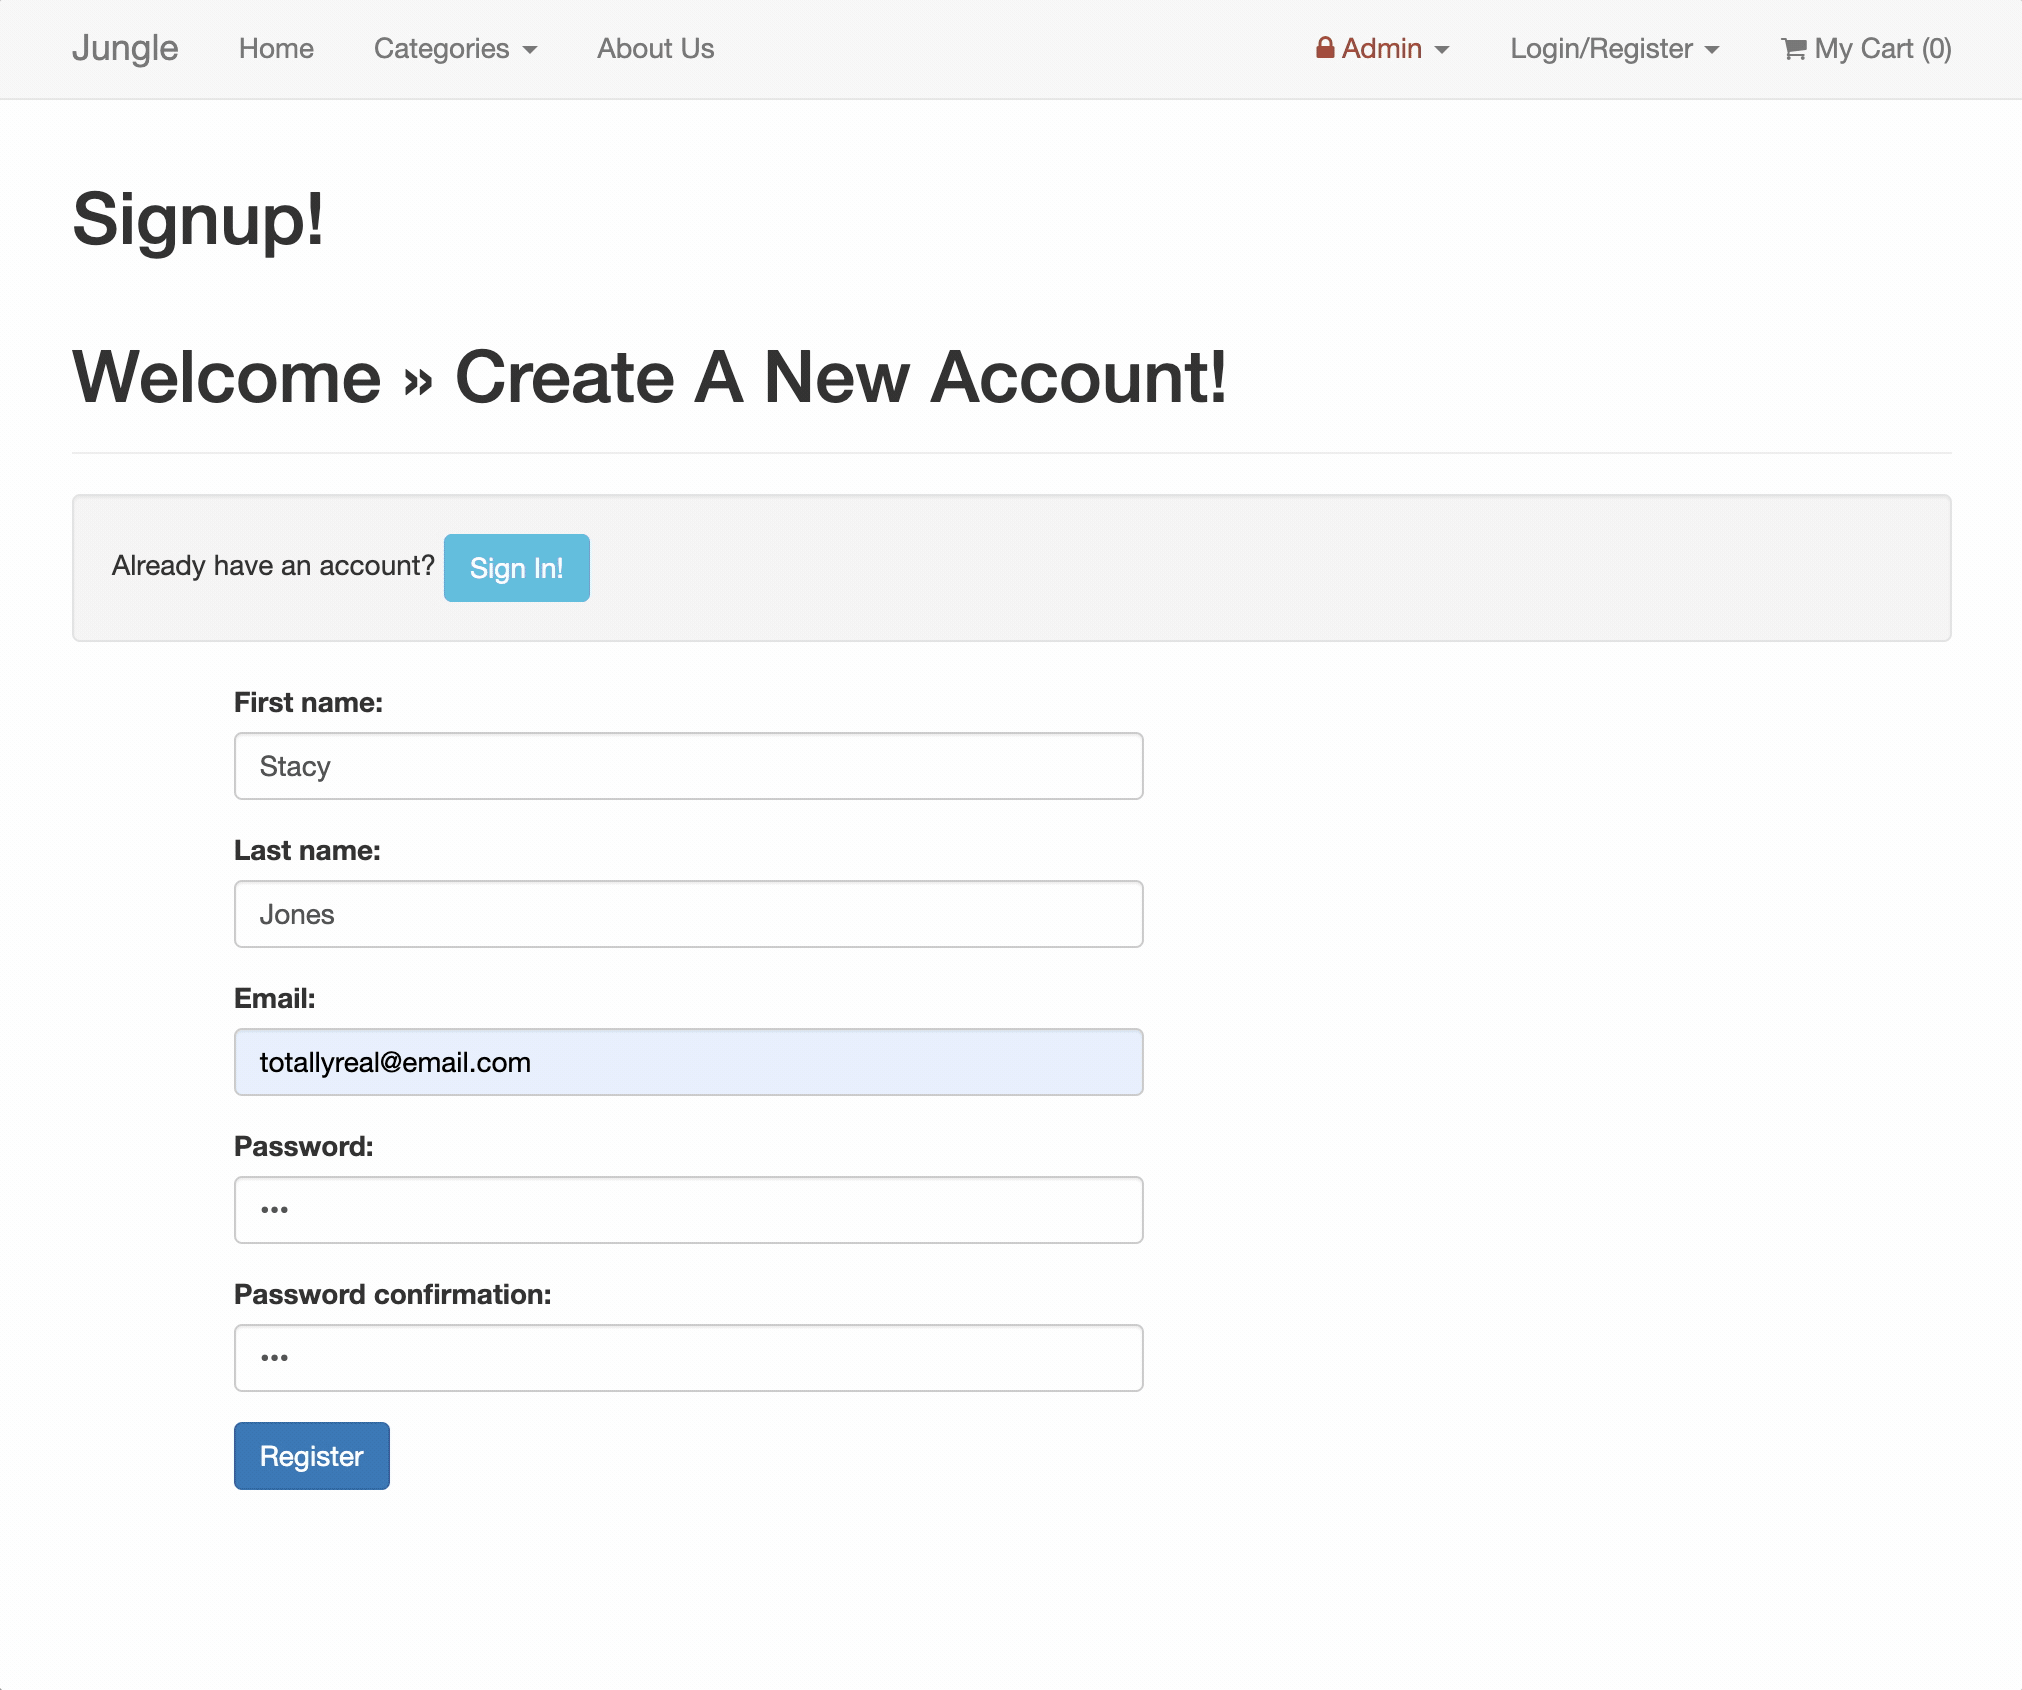 Jungle Home Categories About Us Admin Login/Register My Cart (0)
Signup!
Welcome » Create A New Account!
Already have an account? Sign In!
First name:
Stacy
Last name:
Jones
Email:
totallyreal@email.com
Password:
•••
Password confirmation:
•••
Register